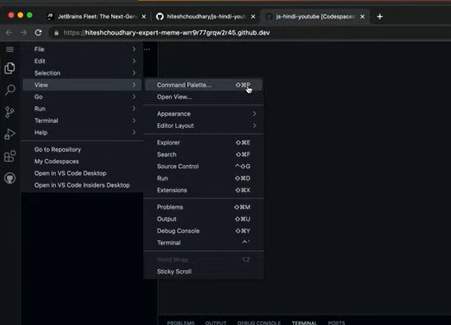 JetBrains Fleet: The Next-Gen
hiteshchoudhary/js-hindi-yout
js-hindi-youtube [Codespaces
https://hiteshchoudhary-expert-meme-wrr9r77grqw2r45.github.dev
File
Edit
Selection
View
Go
Run
Terminal
Help
Go to Repository
My Codespaces
Open in VS Code Desktop
Open in VS Code Insiders Desktop
Command Palette... ⇧⌘P
Open View...
Appearance
Editor Layout
Explorer ⇧⌘E
Search ⇧⌘F
Source Control ⌃⇧G
Run ⇧⌘D
Extensions ⇧⌘X
Problems ⇧⌘M
Output ⇧⌘U
Debug Console ⇧⌘Y
Terminal ⌃`
Word Wrap ⌥Z
Sticky Scroll
PROBLEMS OUTPUT DEBUG CONSOLE TERMINAL PORTS